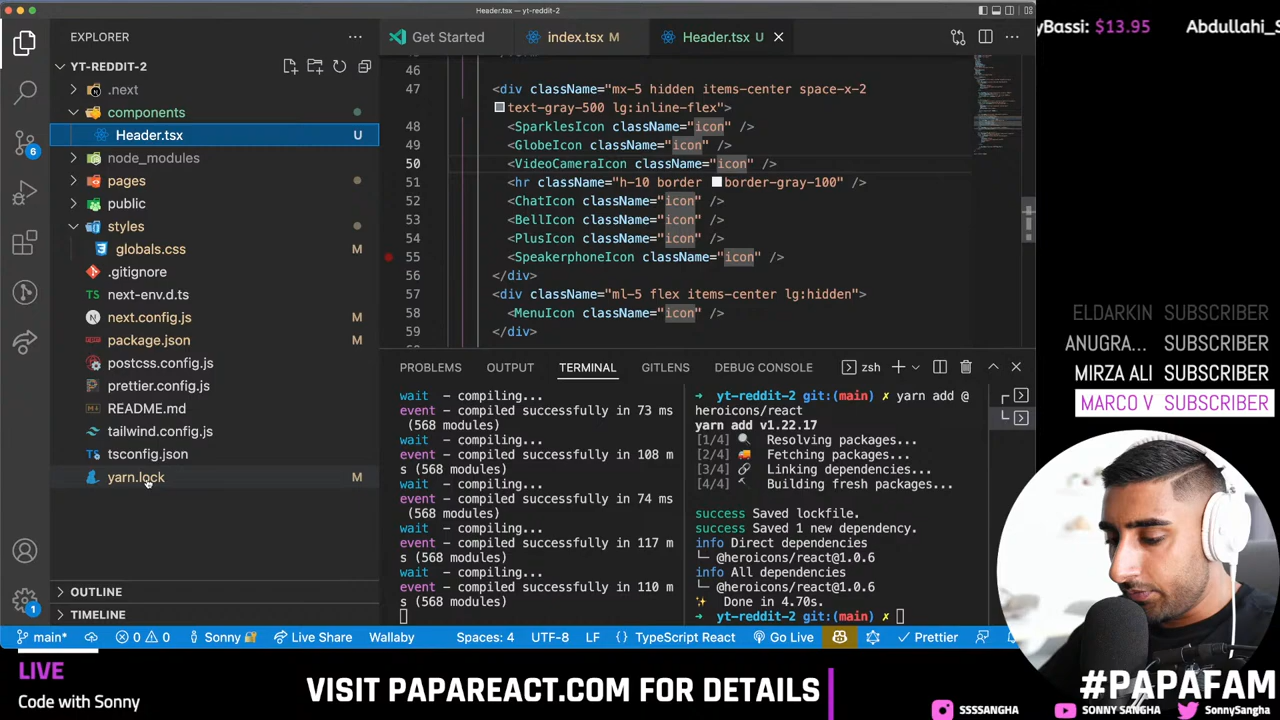 Header.tsx — yt-reddit-2
EXPLORER
YT-REDDIT-2
.next
components
Header.tsx U
node_modules
pages
public
styles
globals.css M
.gitignore
next-env.d.ts
next.config.js M
package.json M
postcss.config.js
prettier.config.js
README.md
tailwind.config.js
tsconfig.json
yarn.lock M
OUTLINE
TIMELINE
6
1
Get Started
index.tsx M
Header.tsx U
46
47 <div className="mx-5 hidden items-center space-x-2
text-gray-500 lg:inline-flex">
48 <SparklesIcon className="icon" />
49 <GlobeIcon className="icon" />
50 <VideoCameraIcon className="icon" />
51 <hr className="h-10 border border-gray-100" />
52 <ChatIcon className="icon" />
53 <BellIcon className="icon" />
54 <PlusIcon className="icon" />
55 <SpeakerphoneIcon className="icon" />
56 </div>
57 <div className="ml-5 flex items-center lg:hidden">
58 <MenuIcon className="icon" />
59 </div>
PROBLEMS OUTPUT TERMINAL GITLENS DEBUG CONSOLE zsh
wait - compiling...
event - compiled successfully in 73 ms
(568 modules)
wait - compiling...
event - compiled successfully in 108 m
s (568 modules)
wait - compiling...
event - compiled successfully in 74 ms
(568 modules)
wait - compiling...
event - compiled successfully in 117 m
s (568 modules)
wait - compiling...
event - compiled successfully in 110 m
s (568 modules)
→ yt-reddit-2 git:(main) ✗ yarn add @
heroicons/react
yarn add v1.22.17
[1/4] 🔍 Resolving packages...
[2/4] 🚚 Fetching packages...
[3/4] 🔗 Linking dependencies...
[4/4] 🔨 Building fresh packages...
success Saved lockfile.
success Saved 1 new dependency.
info Direct dependencies
└─ @heroicons/react@1.0.6
info All dependencies
└─ @heroicons/react@1.0.6
✨ Done in 4.70s.
→ yt-reddit-2 git:(main) ✗
main* 0 0 Sonny Live Share Wallaby Spaces: 4 UTF-8 LF TypeScript React Go Live Prettier
yBassi: $13.95 Abdullahi_S
ELDARKIN SUBSCRIBER
ANUGRA... SUBSCRIBER
MIRZA ALI SUBSCRIBER
MARCO V SUBSCRIBER
LIVE
Code with Sonny
VISIT PAPAREACT.COM FOR DETAILS
#PAPAFAM
SSSSANGHA SONNY SANGHA SONNYSANGHA